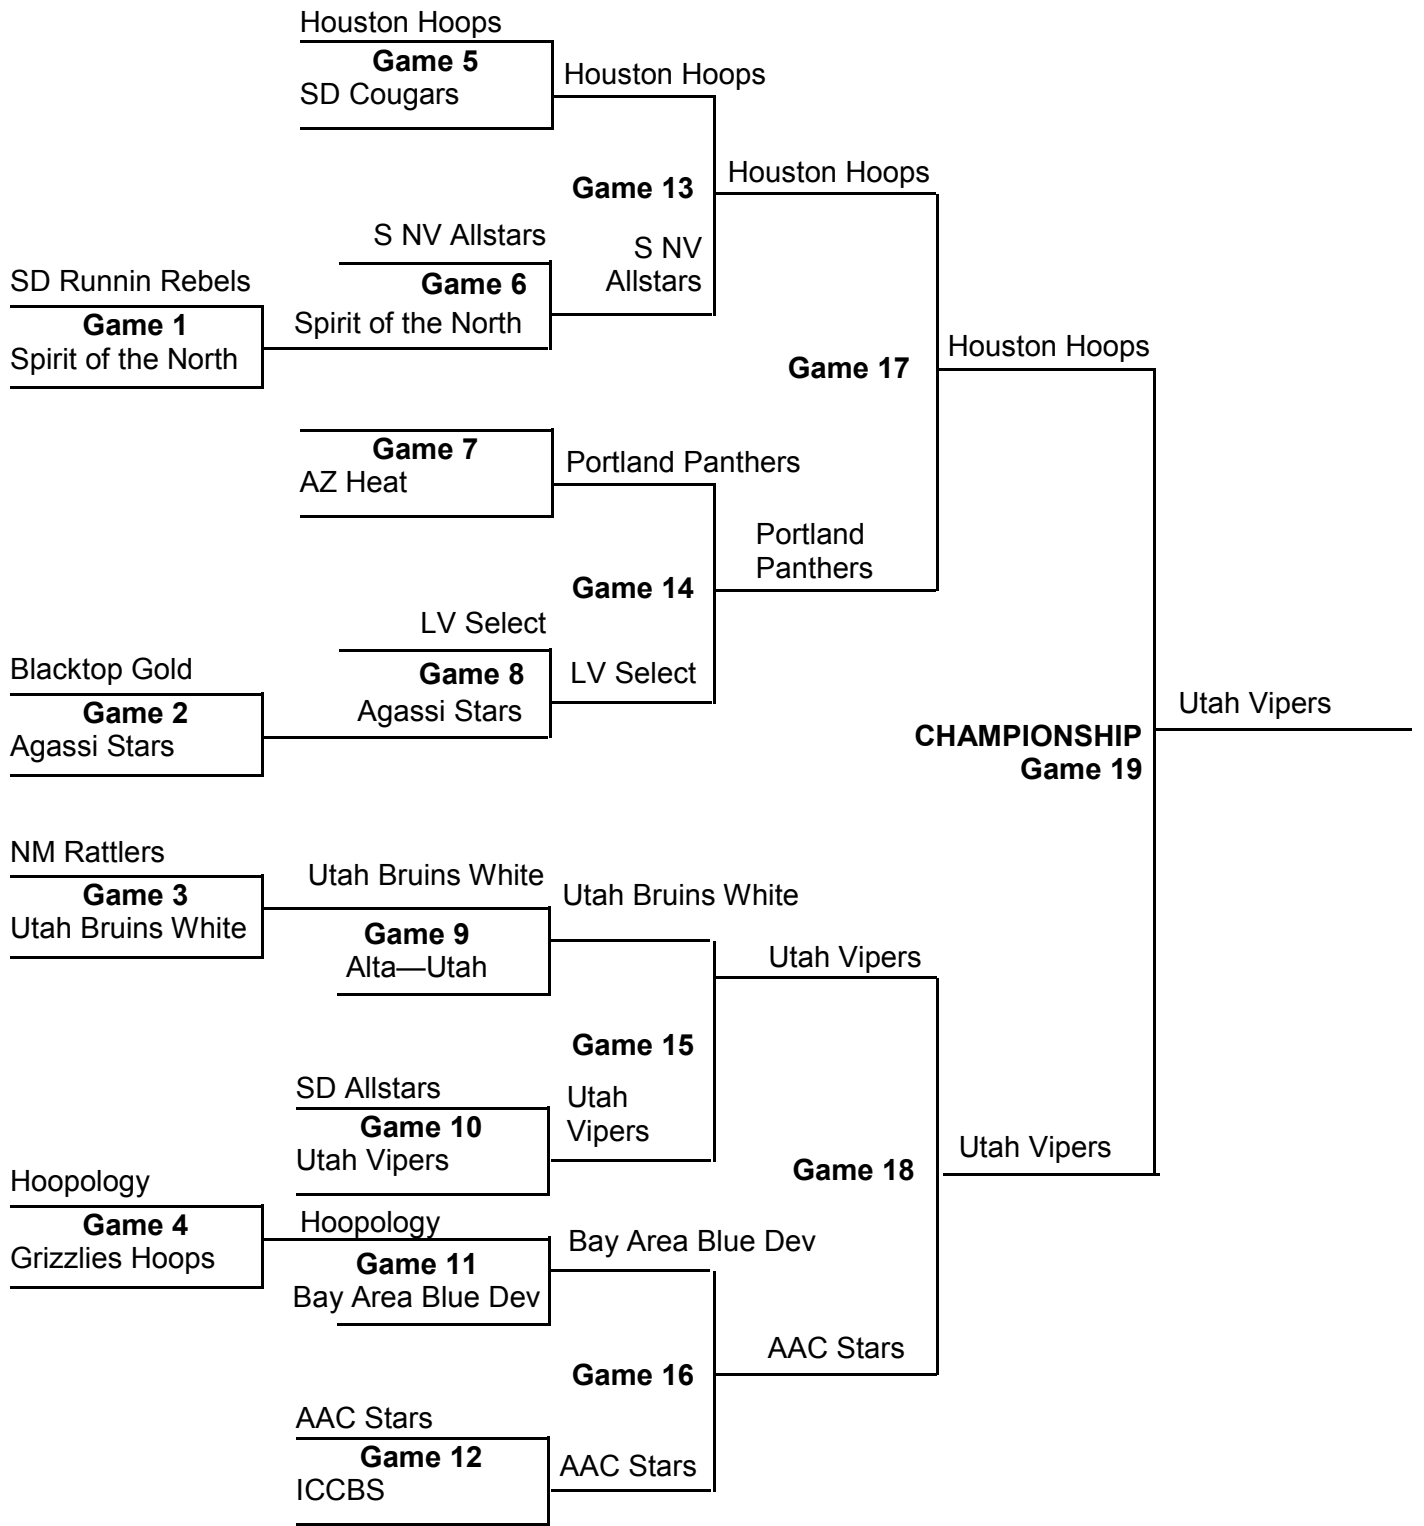 Houston Hoops
Game 5
SD Cougars
Houston Hoops
Game 13
Houston Hoops
S NV Allstars
S NV
Allstars
Game 6
Spirit of the North
SD Runnin Rebels
Game 1
Spirit of the North
Houston Hoops
Game 17
Game 7
AZ Heat
Portland Panthers
Portland
Panthers
Game 14
LV Select
Game 8
Agassi Stars
LV Select
Blacktop Gold
Game 2
Agassi Stars
Utah Vipers
CHAMPIONSHIP
Game 19
NM Rattlers
Game 3
Utah Bruins White
Utah Bruins White
Game 9
Alta—Utah
Utah Bruins White
Utah Vipers
Game 15
SD Allstars
Game 10
Utah Vipers
Utah
Vipers
Game 18
Utah Vipers
Hoopology
Game 4
Grizzlies Hoops
Hoopology
Game 11
Bay Area Blue Dev
Bay Area Blue Dev
AAC Stars
Game 16
AAC Stars
Game 12
ICCBS
AAC Stars